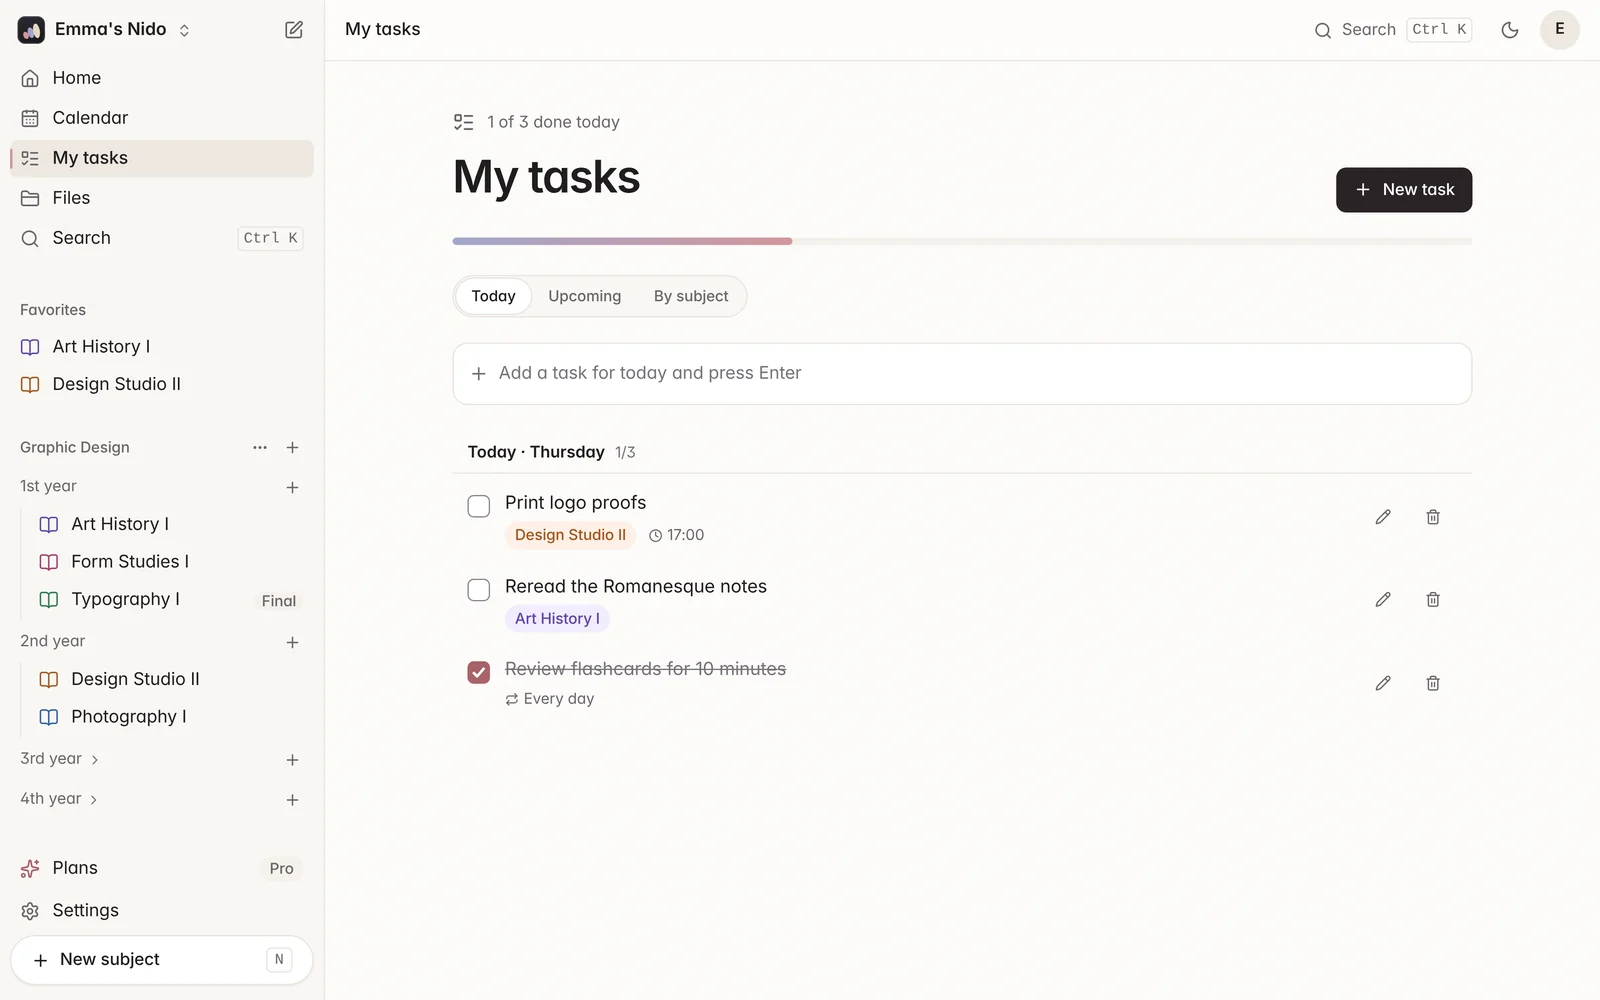 Emma's Nido
Home
Calendar
My tasks
Files
Search Ctrl K
Favorites
Art History I
Design Studio II
Graphic Design
1st year
Art History I
Form Studies I
Typography I Final
2nd year
Design Studio II
Photography I
3rd year
4th year
Plans Pro
Settings
New subject N
My tasks
Search Ctrl K
E
1 of 3 done today
My tasks
New task
Today Upcoming By subject
Add a task for today and press Enter
Today · Thursday 1/3
Print logo proofs
Design Studio II 17:00
Reread the Romanesque notes
Art History I
Review flashcards for 10 minutes
Every day